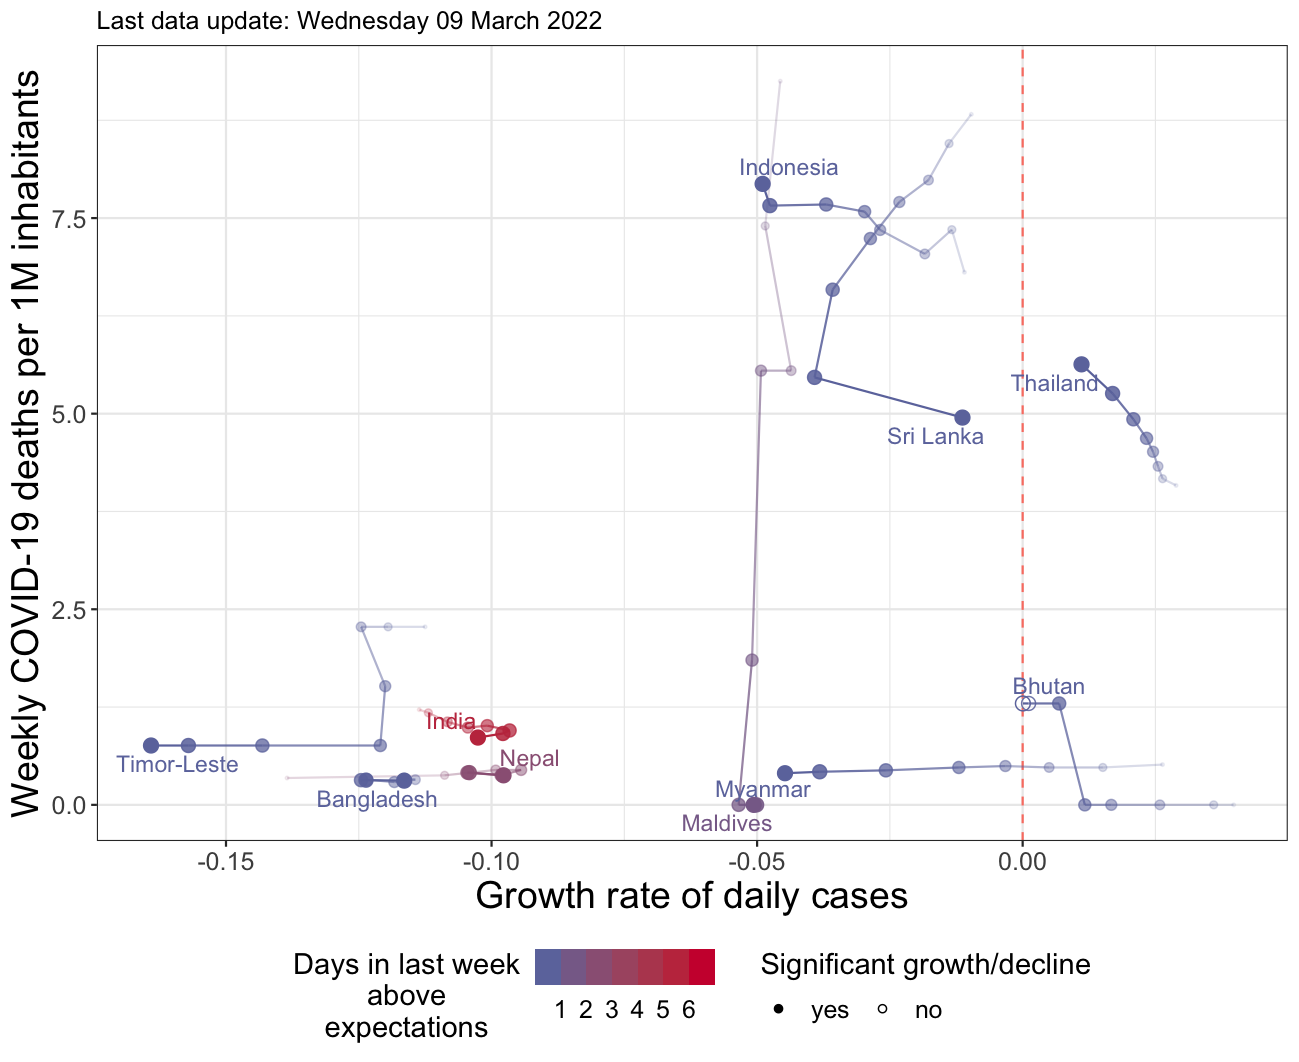 Last data update: Wednesday 09 March 2022
Weekly COVID-19 deaths per 1M inhabitants
7.5
5.0
2.5
0.0
Indonesia
Thailand
Sri Lanka
Bhutan
India
Nepal
Timor-Leste
Bangladesh
Myanmar
Maldives
-0.15
-0.10
-0.05
0.00
Growth rate of daily cases
Days in last week
above
expectations
1 2 3 4 5 6
Significant growth/decline
yes
no